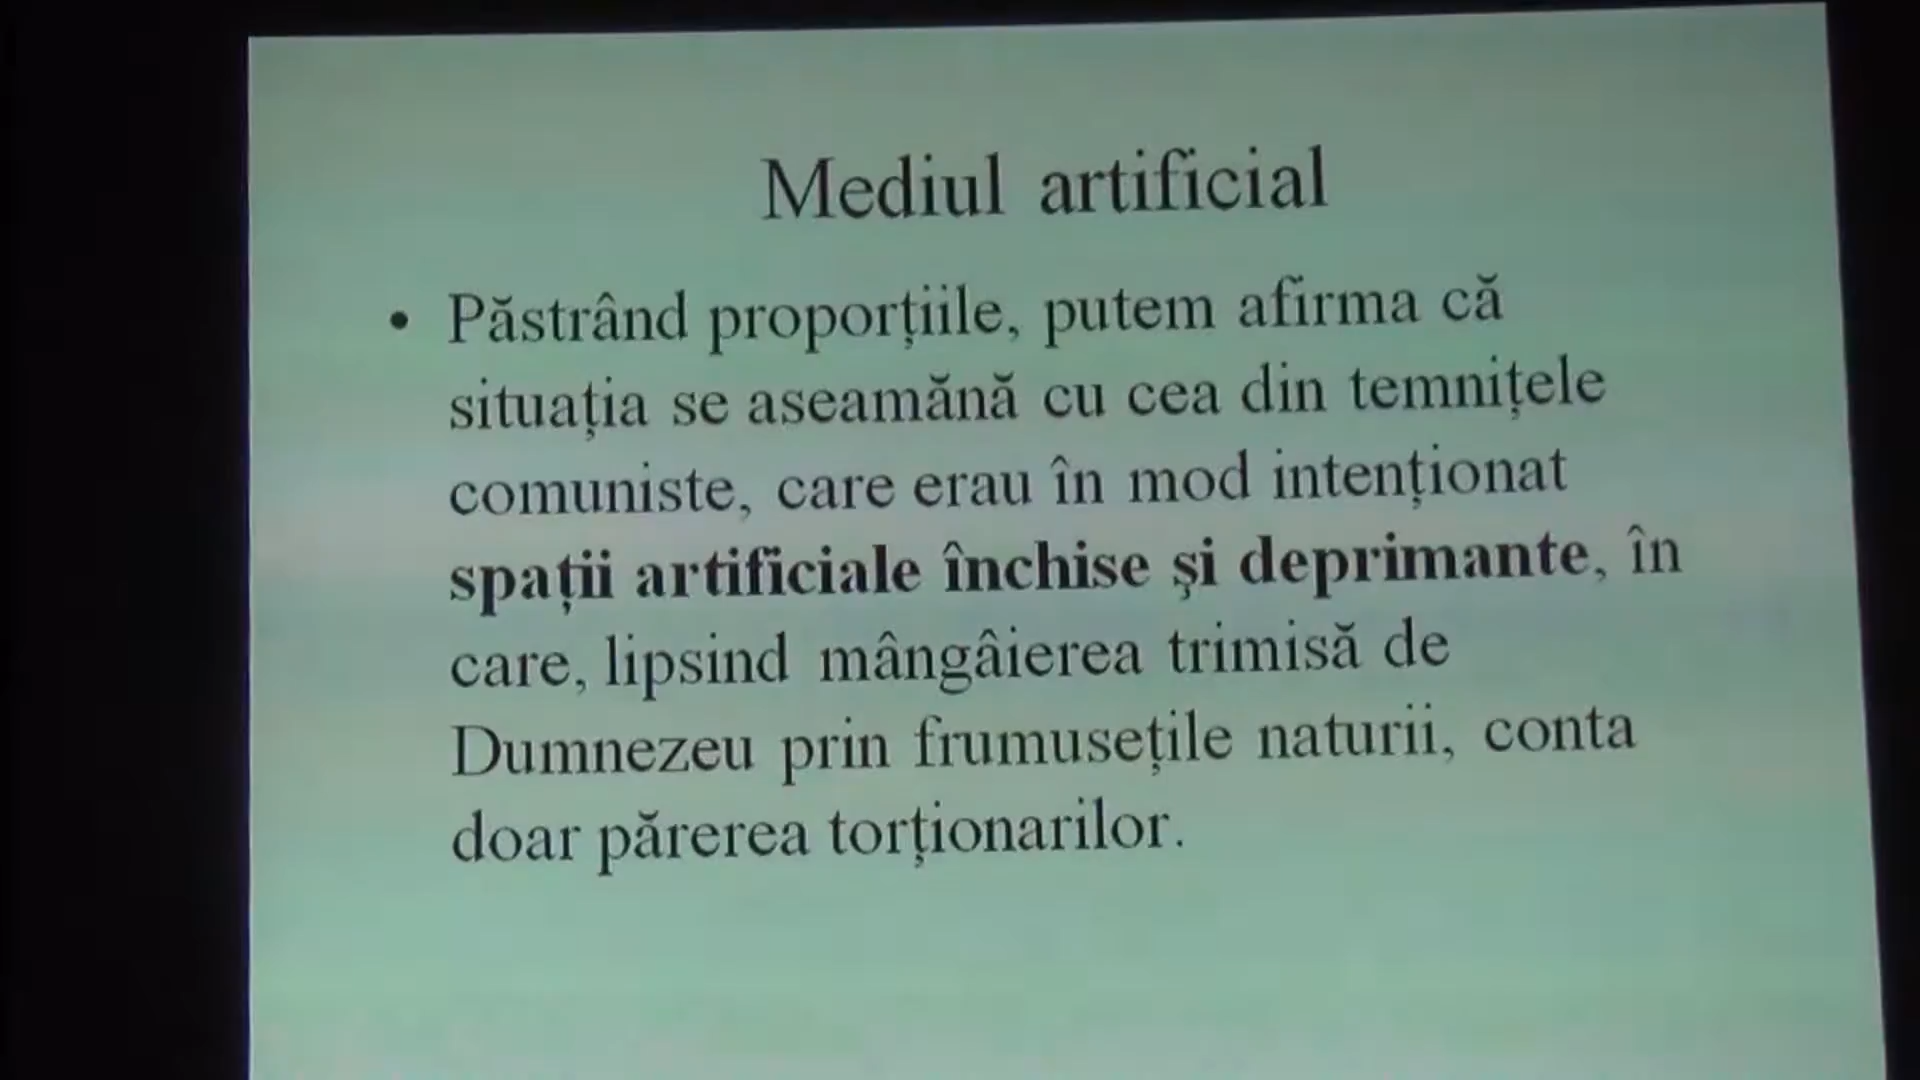 Mediul artificial
• Păstrând proporțiile, putem afirma că
situația se aseamănă cu cea din temnițele
comuniste, care erau în mod intenționat
spații artificiale închise şi deprimante, în
care, lipsind mângâierea trimisă de
Dumnezeu prin frumusețile naturii, conta
doar părerea torționarilor.